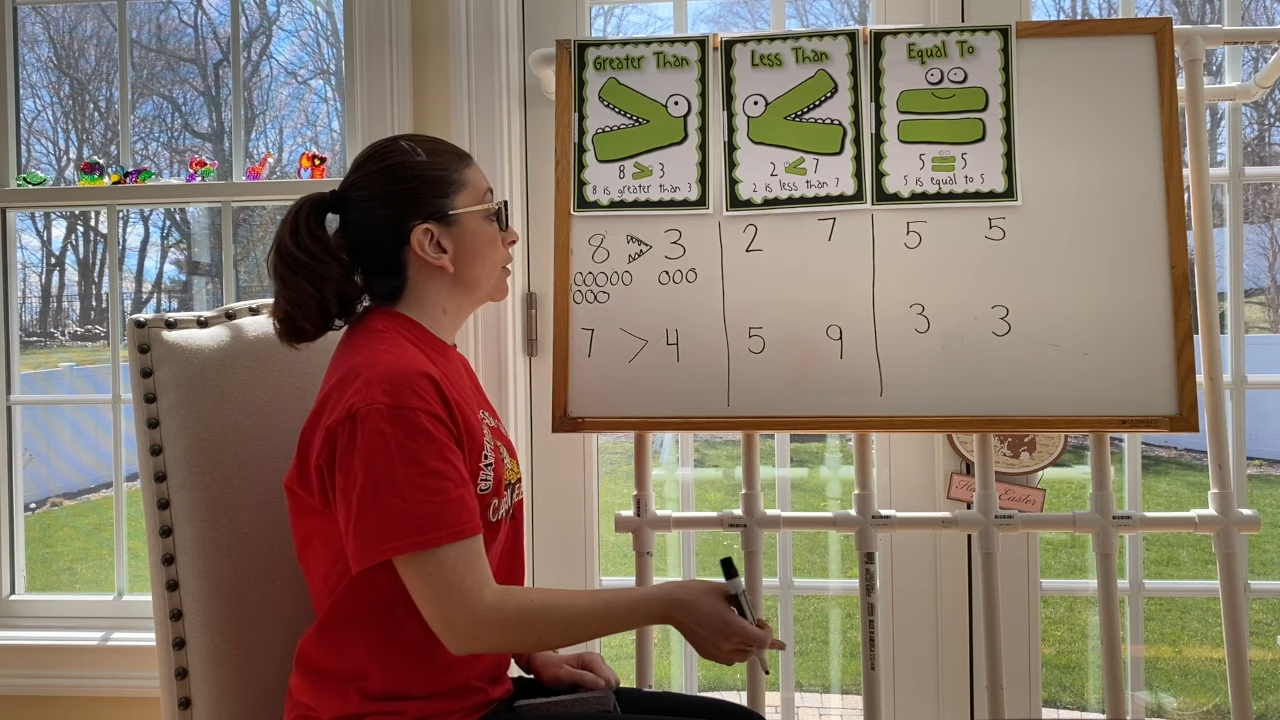 Greater Than
8 > 3
8 is greater than 3
Less Than
2 < 7
2 is less than 7
Equal To
5 = 5
5 is equal to 5
8 > 3
7 > 4
2 7
5 9
5 5
3 3
Easter